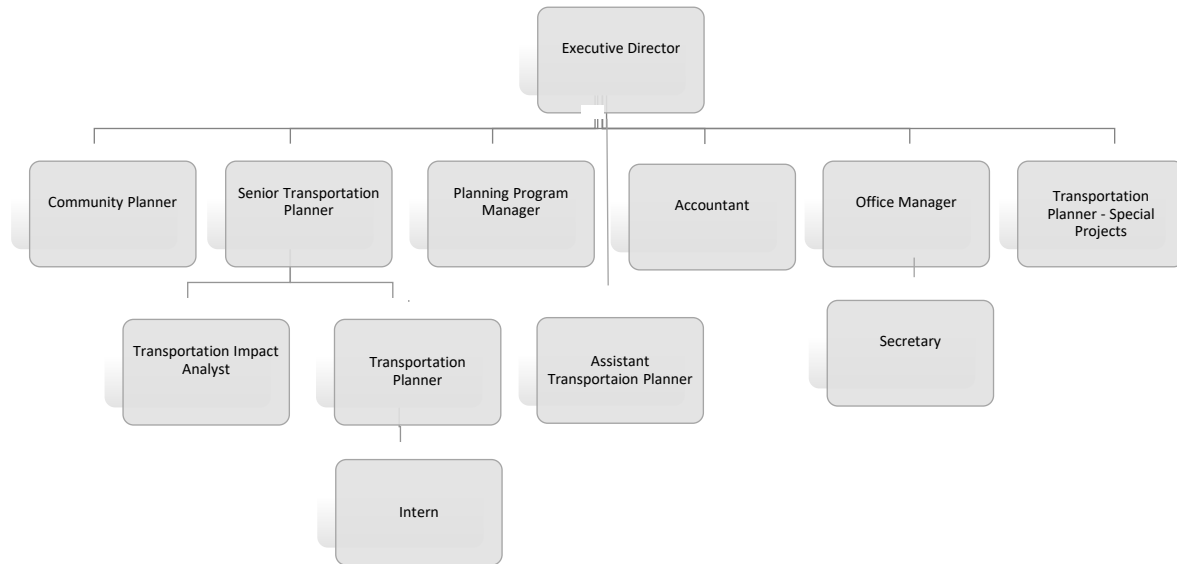 Executive Director
Community Planner
Senior Transportation
Planner
Planning Program
Manager
Accountant
Office Manager
Transportation
Planner - Special
Projects
Transportation Impact
Analyst
Transportation
Planner
Assistant
Transportaion Planner
Secretary
Intern